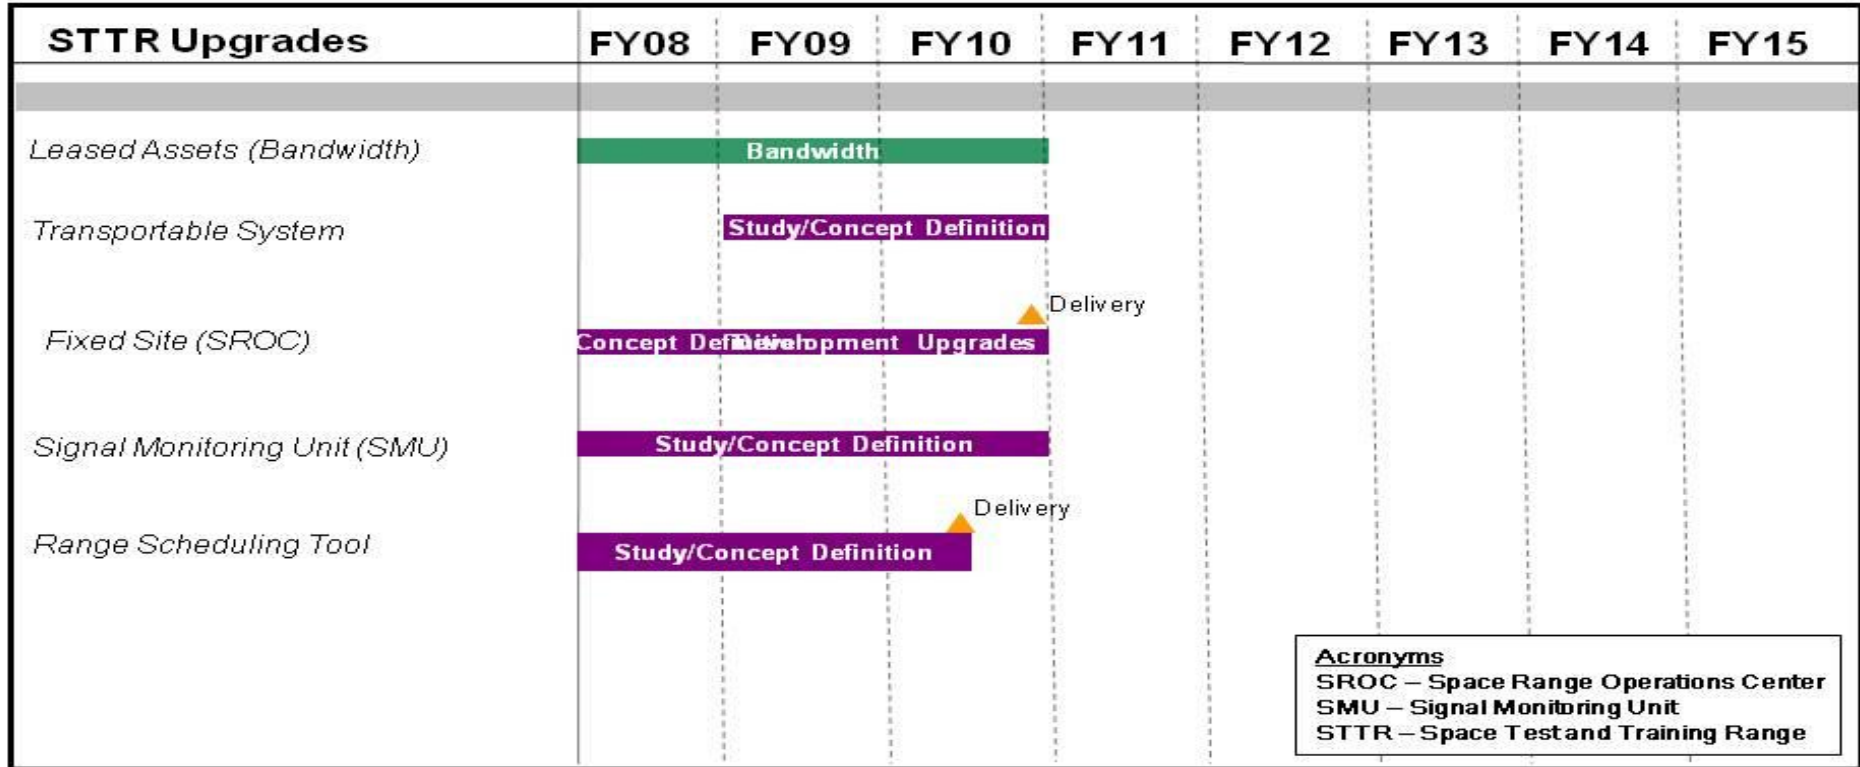 STTR Upgrades FY08 FY09 FY10 FY11 FY12 FY13 FY14 FY15
Leased Assets (Bandwidth) Bandwidth
Transportable System Study/Concept Definition
Delivery
Fixed Site (SROC) Concept Definition Development Upgrades
Signal Monitoring Unit (SMU) Study/Concept Definition
Delivery
Range Scheduling Tool Study/Concept Definition
Acronyms
SROC – Space Range Operations Center
SMU – Signal Monitoring Unit
STTR – Space Test and Training Range